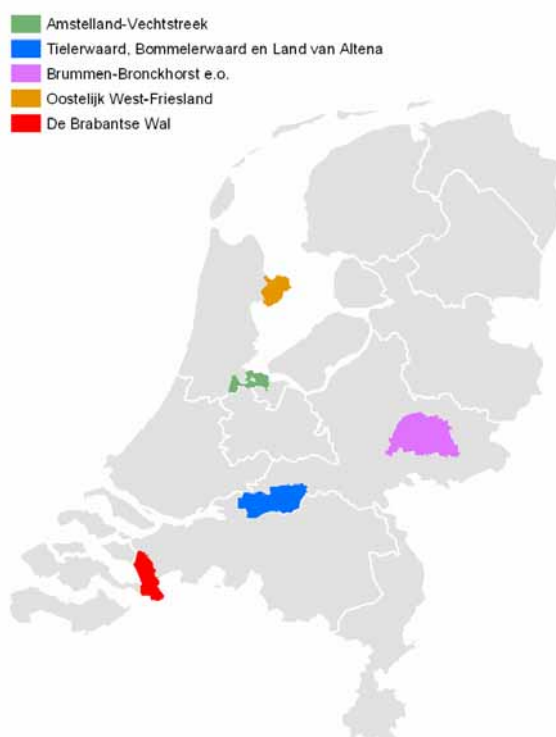 Amstelland-Vechtstreek
Tielerwaard, Bommelerwaard en Land van Altena
Brummen-Bronckhorst e.o.
Oostelijk West-Friesland
De Brabantse Wal